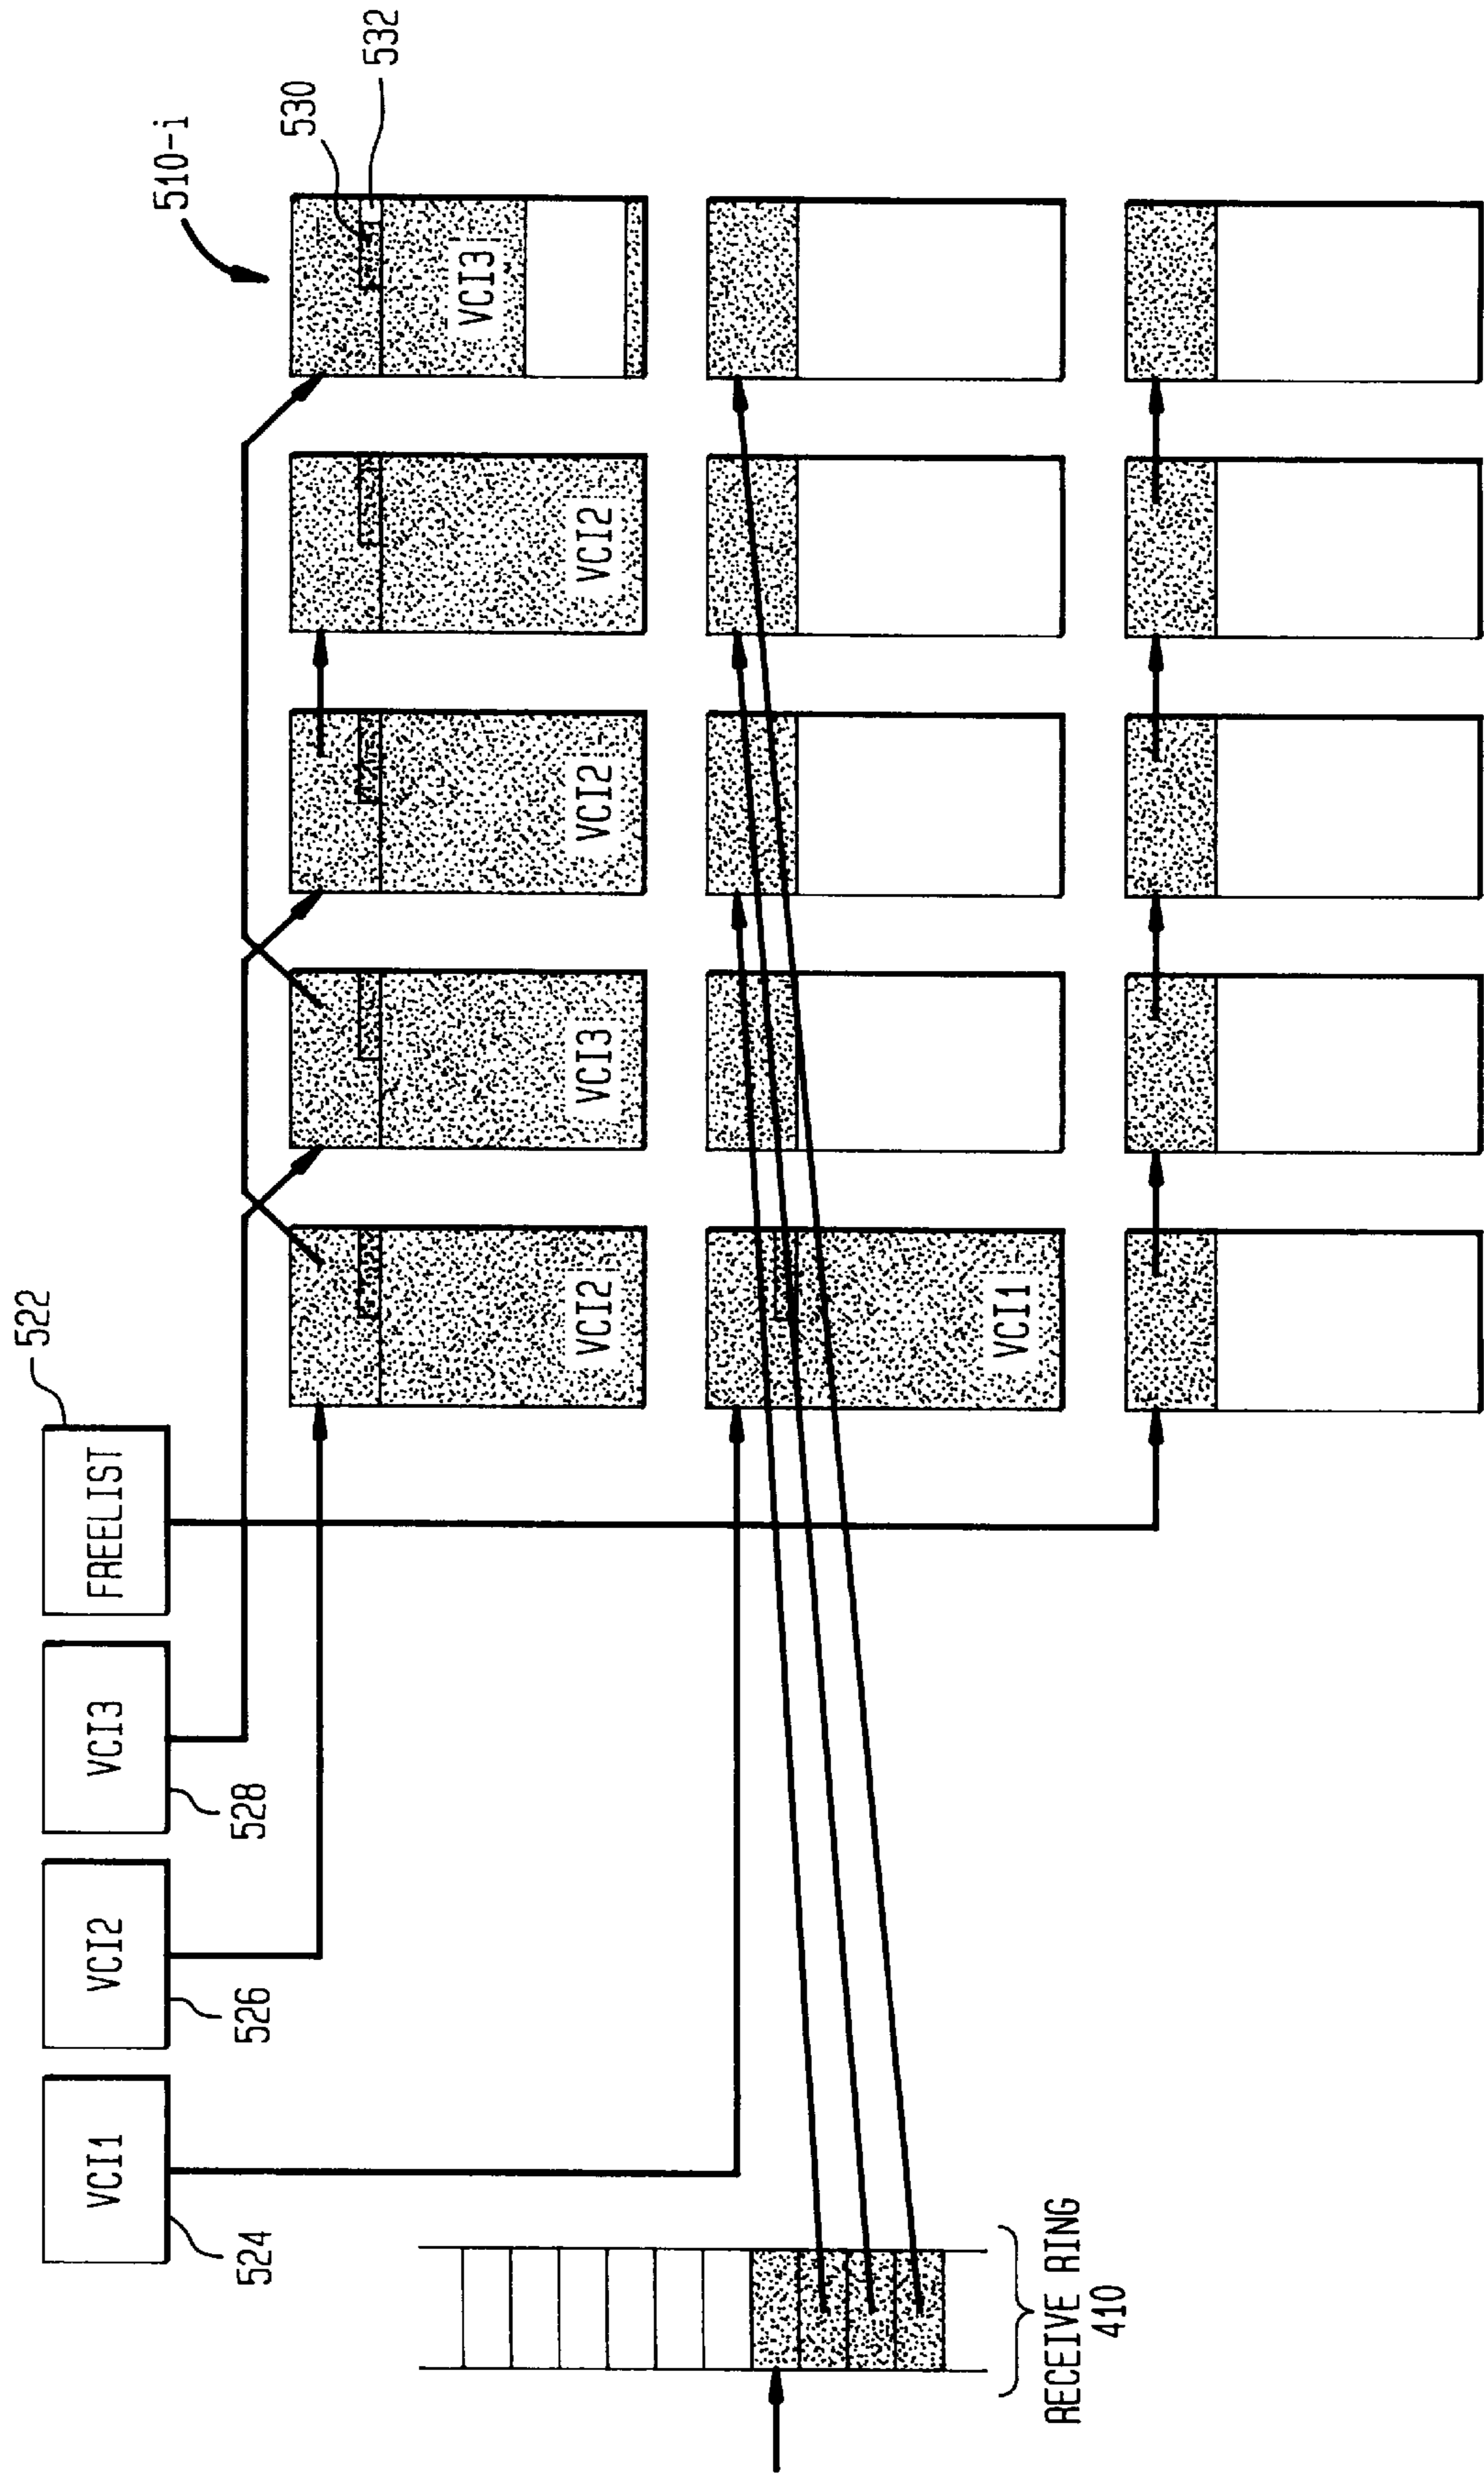 VCI1
VCI2
VCI3
FREELIST
524
526
528
522
510-i
530
532
VCI2
VCI3
VCI2
VCI2
VCI3
VCI1
RECEIVE RING
410